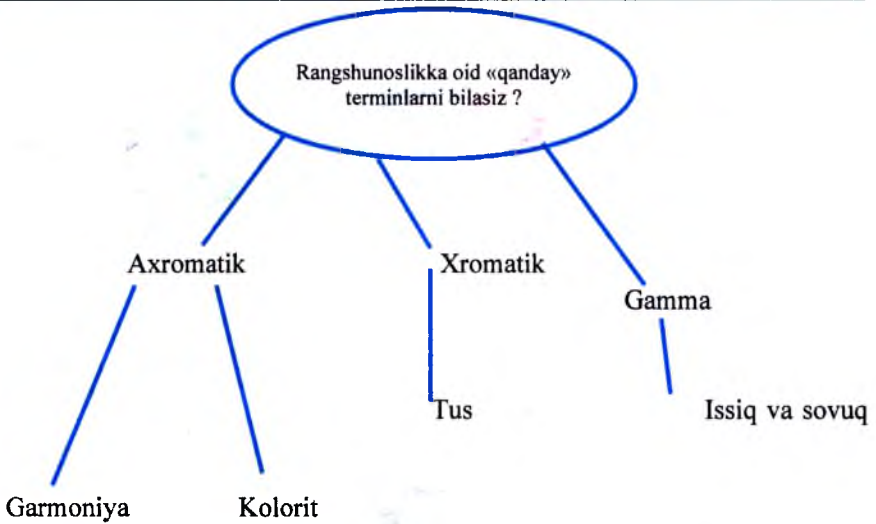 Rangshunoslikka oid «qanday»
terminlarni bilasiz ?
Axromatik
Xromatik
Gamma
Tus
Issiq va sovuq
Garmoniya
Kolorit